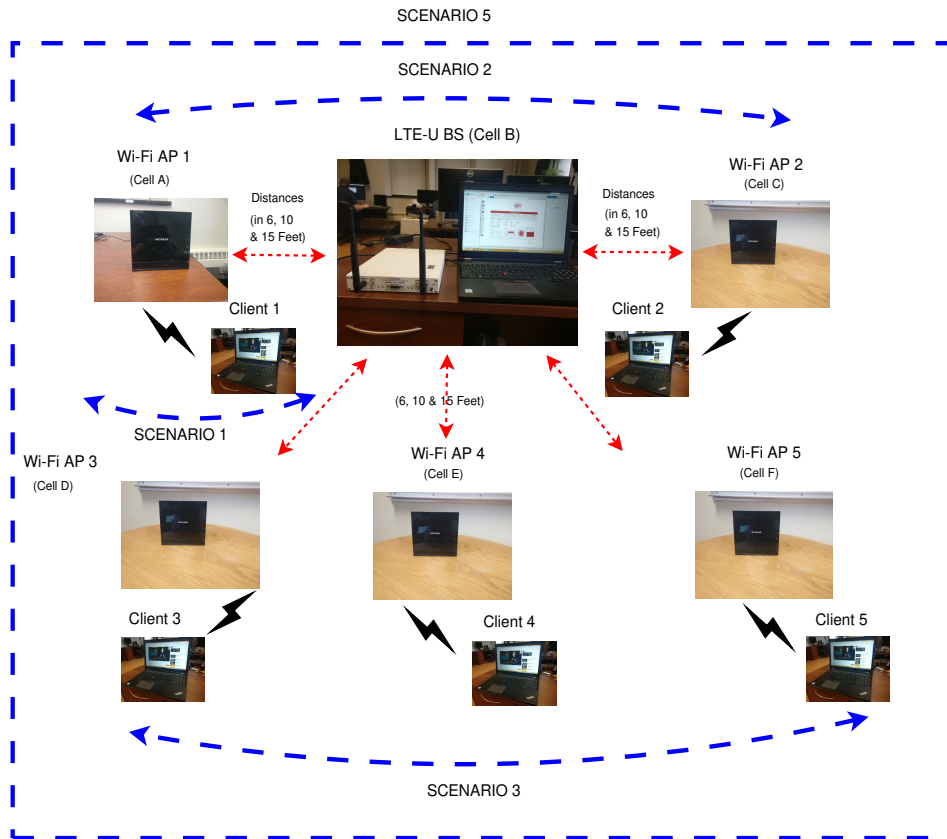 SCENARIO 5
SCENARIO 2
LTE-U BS (Cell B)
Wi-Fi AP 1
(Cell A)
Wi-Fi AP 2
(Cell C)
Distances
(in 6, 10
& 15 Feet)
Distances
(in 6, 10
& 15 Feet)
Client 1
Client 2
(6, 10 & 15 Feet)
SCENARIO 1
Wi-Fi AP 3
(Cell D)
Wi-Fi AP 4
(Cell E)
Wi-Fi AP 5
(Cell F)
Client 3
Client 4
Client 5
SCENARIO 3